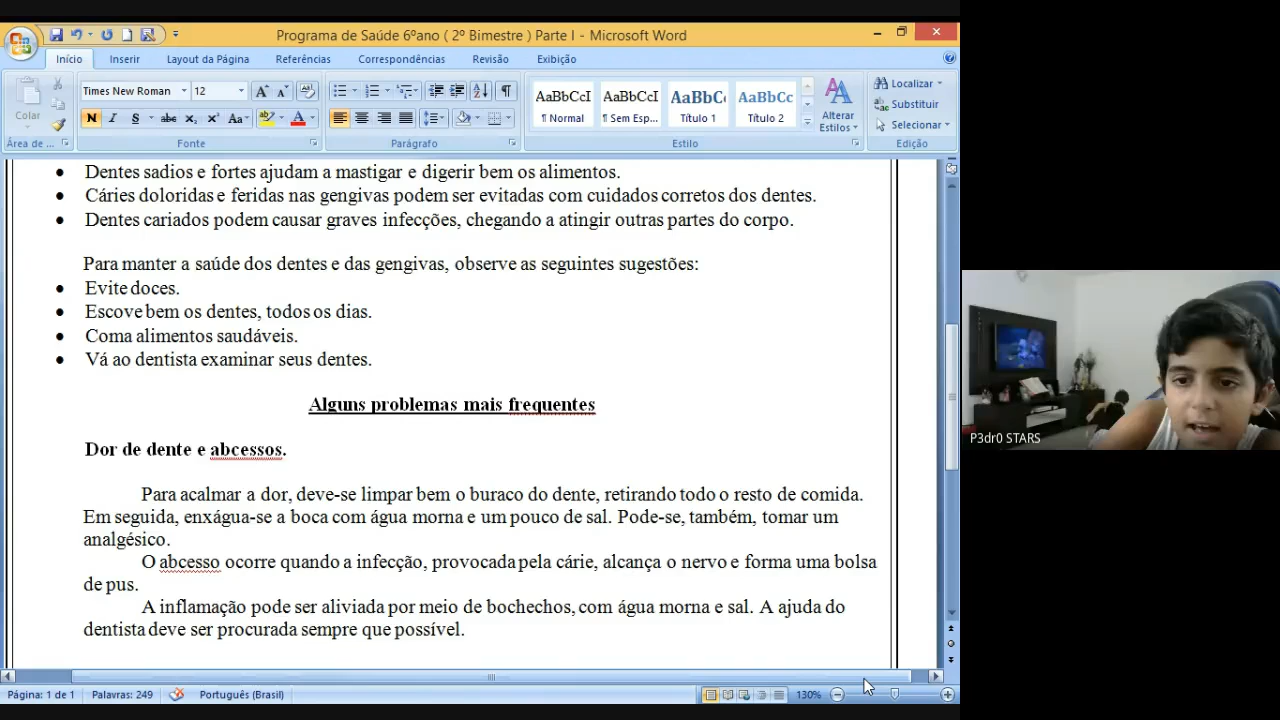 Programa de Saúde 6ºano ( 2º Bimestre ) Parte I - Microsoft Word
Início Inserir Layout da Página Referências Correspondências Revisão Exibição
Colar
Times New Roman 12
N I S abc x₂ x² Aa
AaBbCcI AaBbCcI AaBbC AaBbCc
¶ Normal ¶ Sem Esp... Título 1 Título 2
Alterar Estilos
Localizar
Substituir
Selecionar
Área de ... Fonte Parágrafo Estilo Edição
• Dentes sadios e fortes ajudam a mastigar e digerir bem os alimentos.
• Cáries doloridas e feridas nas gengivas podem ser evitadas com cuidados corretos dos dentes.
• Dentes cariados podem causar graves infecções, chegando a atingir outras partes do corpo.
Para manter a saúde dos dentes e das gengivas, observe as seguintes sugestões:
• Evite doces.
• Escove bem os dentes, todos os dias.
• Coma alimentos saudáveis.
• Vá ao dentista examinar seus dentes.
Alguns problemas mais frequentes
Dor de dente e abcessos.
Para acalmar a dor, deve-se limpar bem o buraco do dente, retirando todo o resto de comida.
Em seguida, enxágua-se a boca com água morna e um pouco de sal. Pode-se, também, tomar um
analgésico.
O abcesso ocorre quando a infecção, provocada pela cárie, alcança o nervo e forma uma bolsa
de pus.
A inflamação pode ser aliviada por meio de bochechos, com água morna e sal. A ajuda do
dentista deve ser procurada sempre que possível.
P3dr0 STARS
Página: 1 de 1 Palavras: 249 Português (Brasil) 130%